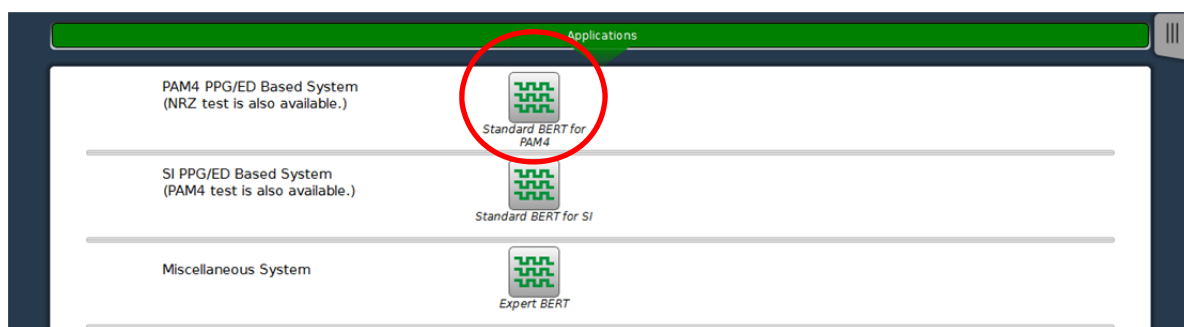 Applications
PAM4 PPG/ED Based System
(NRZ test is also available.)
Standard BERT for
PAM4
SI PPG/ED Based System
(PAM4 test is also available.)
Standard BERT for SI
Miscellaneous System
Expert BERT